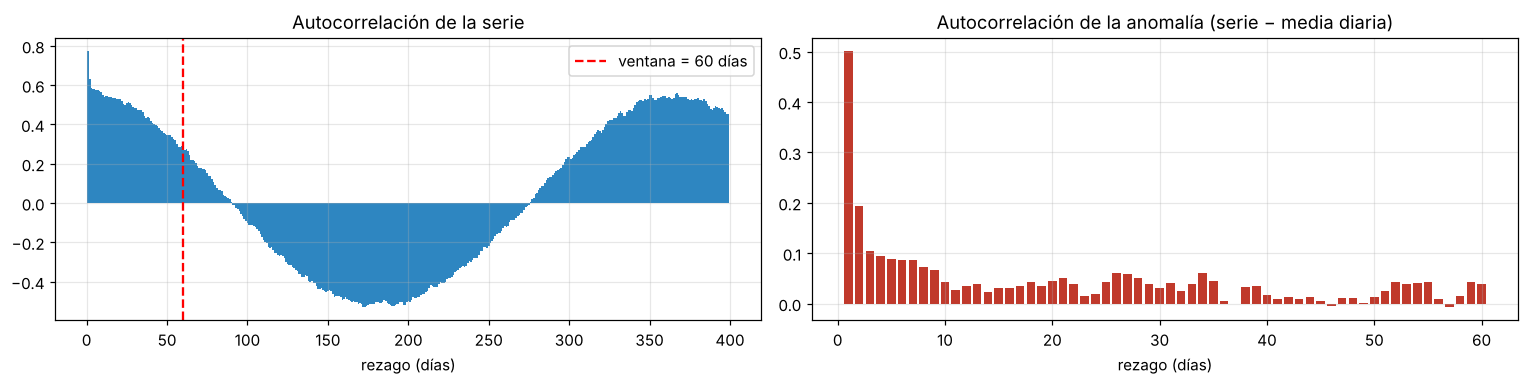 Autocorrelación de la serie
0.8
0.6
0.4
0.2
0.0
−0.2
−0.4
0 50 100 150 200 250 300 350 400
rezago (días)
ventana = 60 días
Autocorrelación de la anomalía (serie − media diaria)
0.5
0.4
0.3
0.2
0.1
0.0
0 10 20 30 40 50 60
rezago (días)